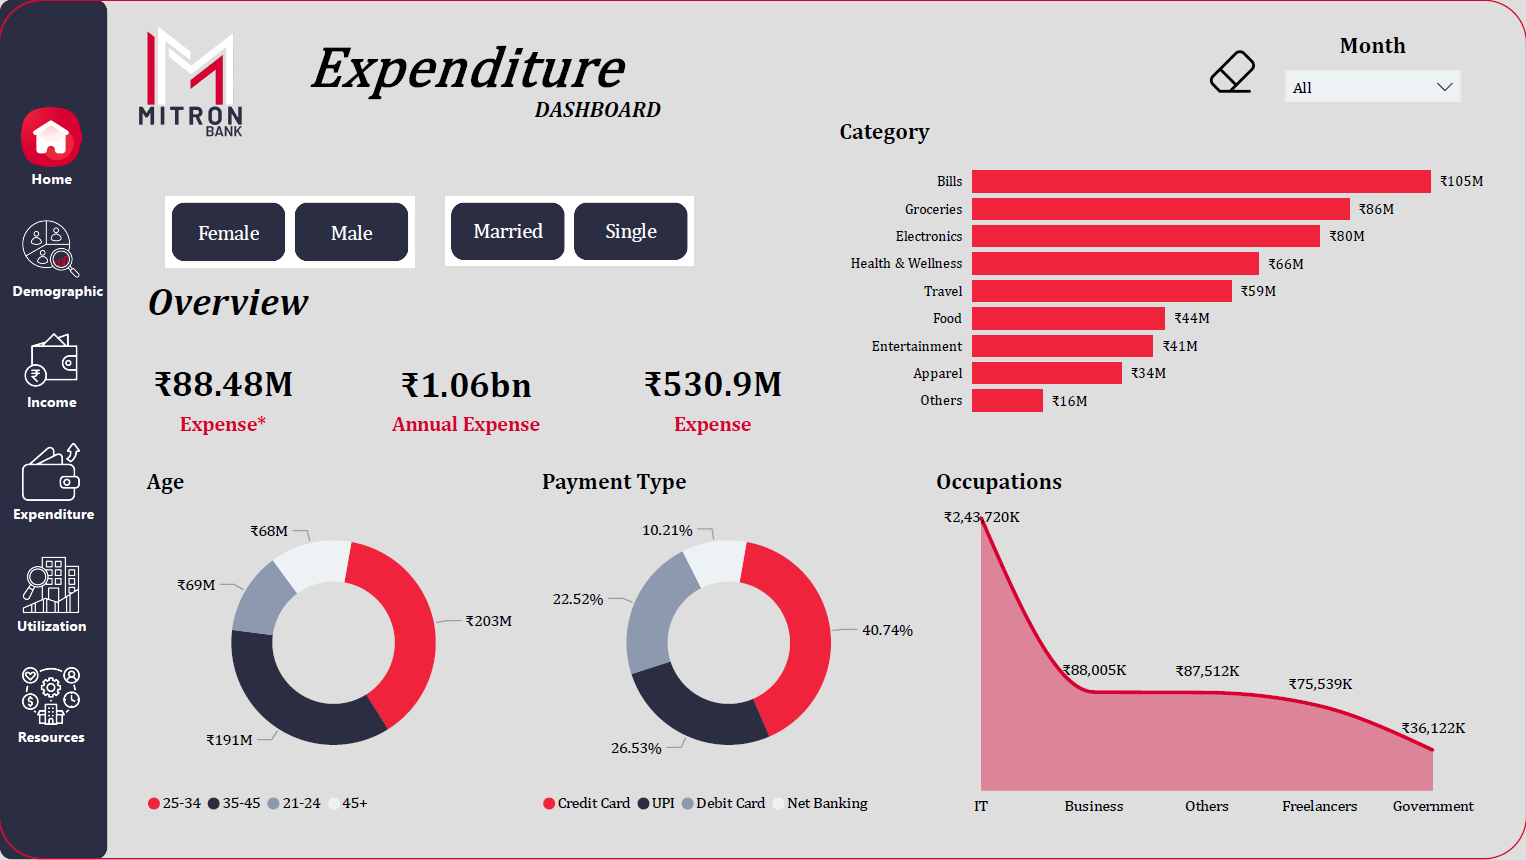 Home
Demographic
Income
Expenditure
Utilization
Resources
MITRON
BANK
Expenditure
DASHBOARD
Month
All
Female
Male
Married
Single
Overview
₹88.48M
Expense*
₹1.06bn
Annual Expense
₹530.9M
Expense
Category
Bills ₹105M
Groceries ₹86M
Electronics ₹80M
Health & Wellness ₹66M
Travel ₹59M
Food ₹44M
Entertainment ₹41M
Apparel ₹34M
Others ₹16M
Age
₹68M
₹69M
₹203M
₹191M
25-34 35-45 21-24 45+
Payment Type
10.21%
22.52%
40.74%
26.53%
Credit Card UPI Debit Card Net Banking
Occupations
₹2,43,720K
₹88,005K
₹87,512K
₹75,539K
₹36,122K
IT Business Others Freelancers Government